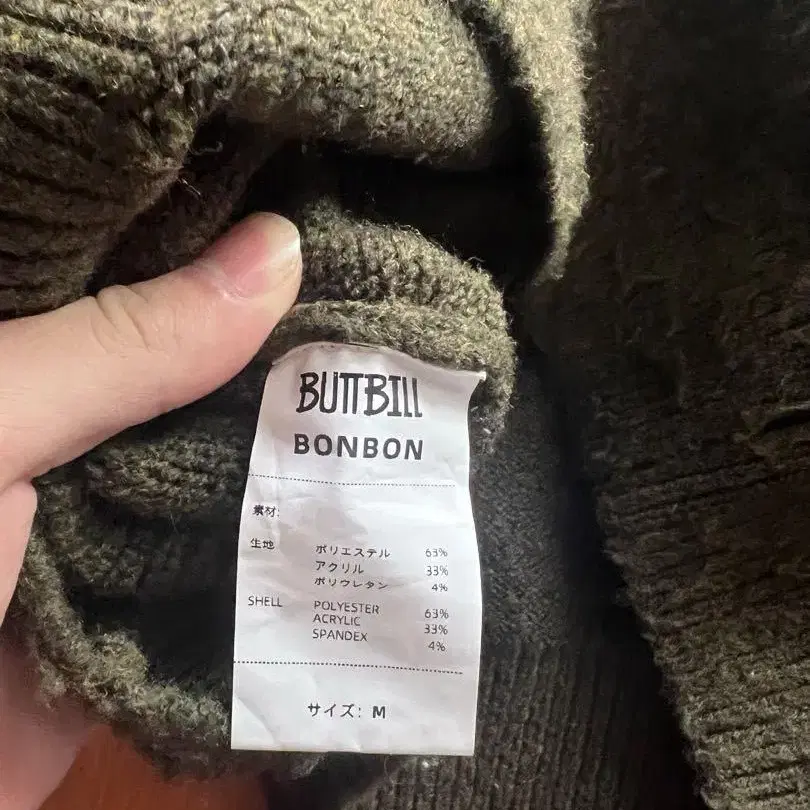 BUTTBILL
BONBON
素材:
生地 ポリエステル 63%
アクリル 33%
ポリウレタン 4%
SHELL POLYESTER 63%
ACRYLIC 33%
SPANDEX 4%
サイズ: M